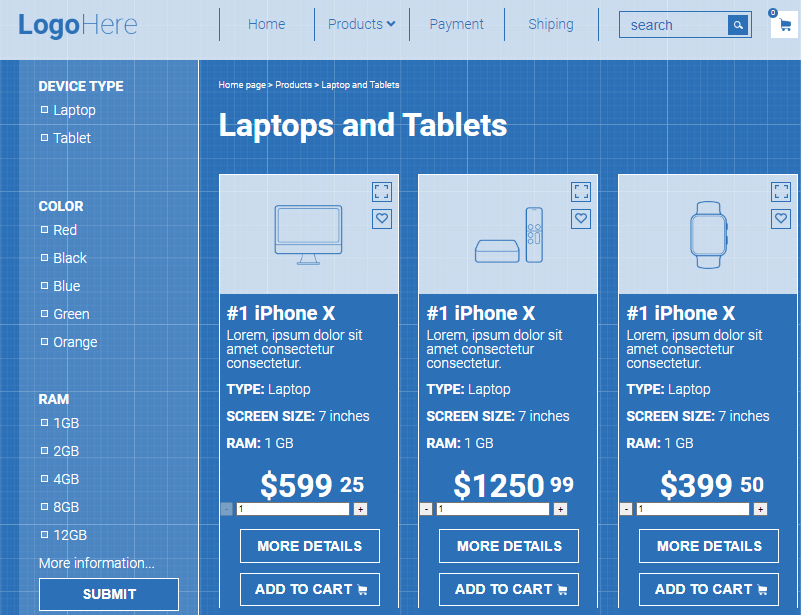 LogoHere
Home
Products
Payment
Shiping
search
0
DEVICE TYPE
Laptop
Tablet
COLOR
Red
Black
Blue
Green
Orange
RAM
1GB
2GB
4GB
8GB
12GB
More information...
SUBMIT
Home page > Products > Laptop and Tablets
Laptops and Tablets
#1 iPhone X
Lorem, ipsum dolor sit
amet consectetur
consectetur.
TYPE: Laptop
SCREEN SIZE: 7 inches
RAM: 1 GB
$599 25
- 1 +
MORE DETAILS
ADD TO CART
#1 iPhone X
Lorem, ipsum dolor sit
amet consectetur
consectetur.
TYPE: Laptop
SCREEN SIZE: 7 inches
RAM: 1 GB
$1250 99
- 1 +
MORE DETAILS
ADD TO CART
#1 iPhone X
Lorem, ipsum dolor sit
amet consectetur
consectetur.
TYPE: Laptop
SCREEN SIZE: 7 inches
RAM: 1 GB
$399 50
- 1 +
MORE DETAILS
ADD TO CART